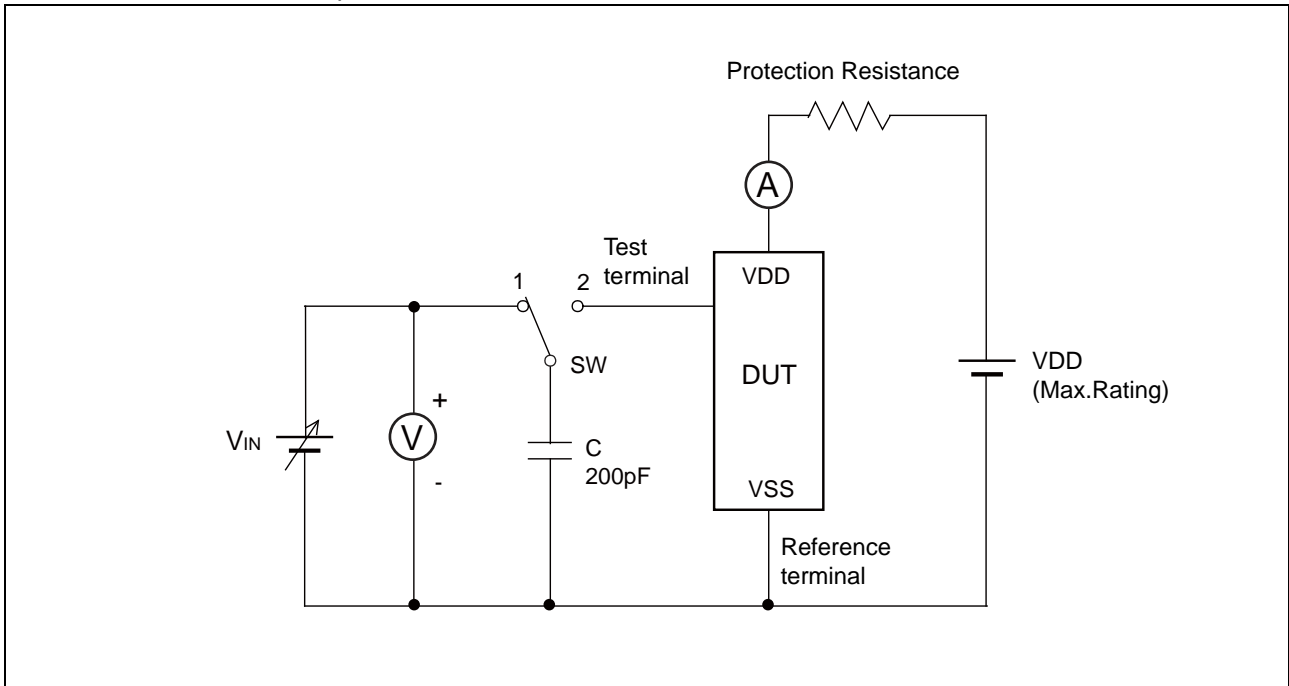 Protection Resistance
A
Test
terminal
1
2
VDD
SW
DUT
VDD
(Max.Rating)
VIN
+
V
-
C
200pF
VSS
Reference
terminal